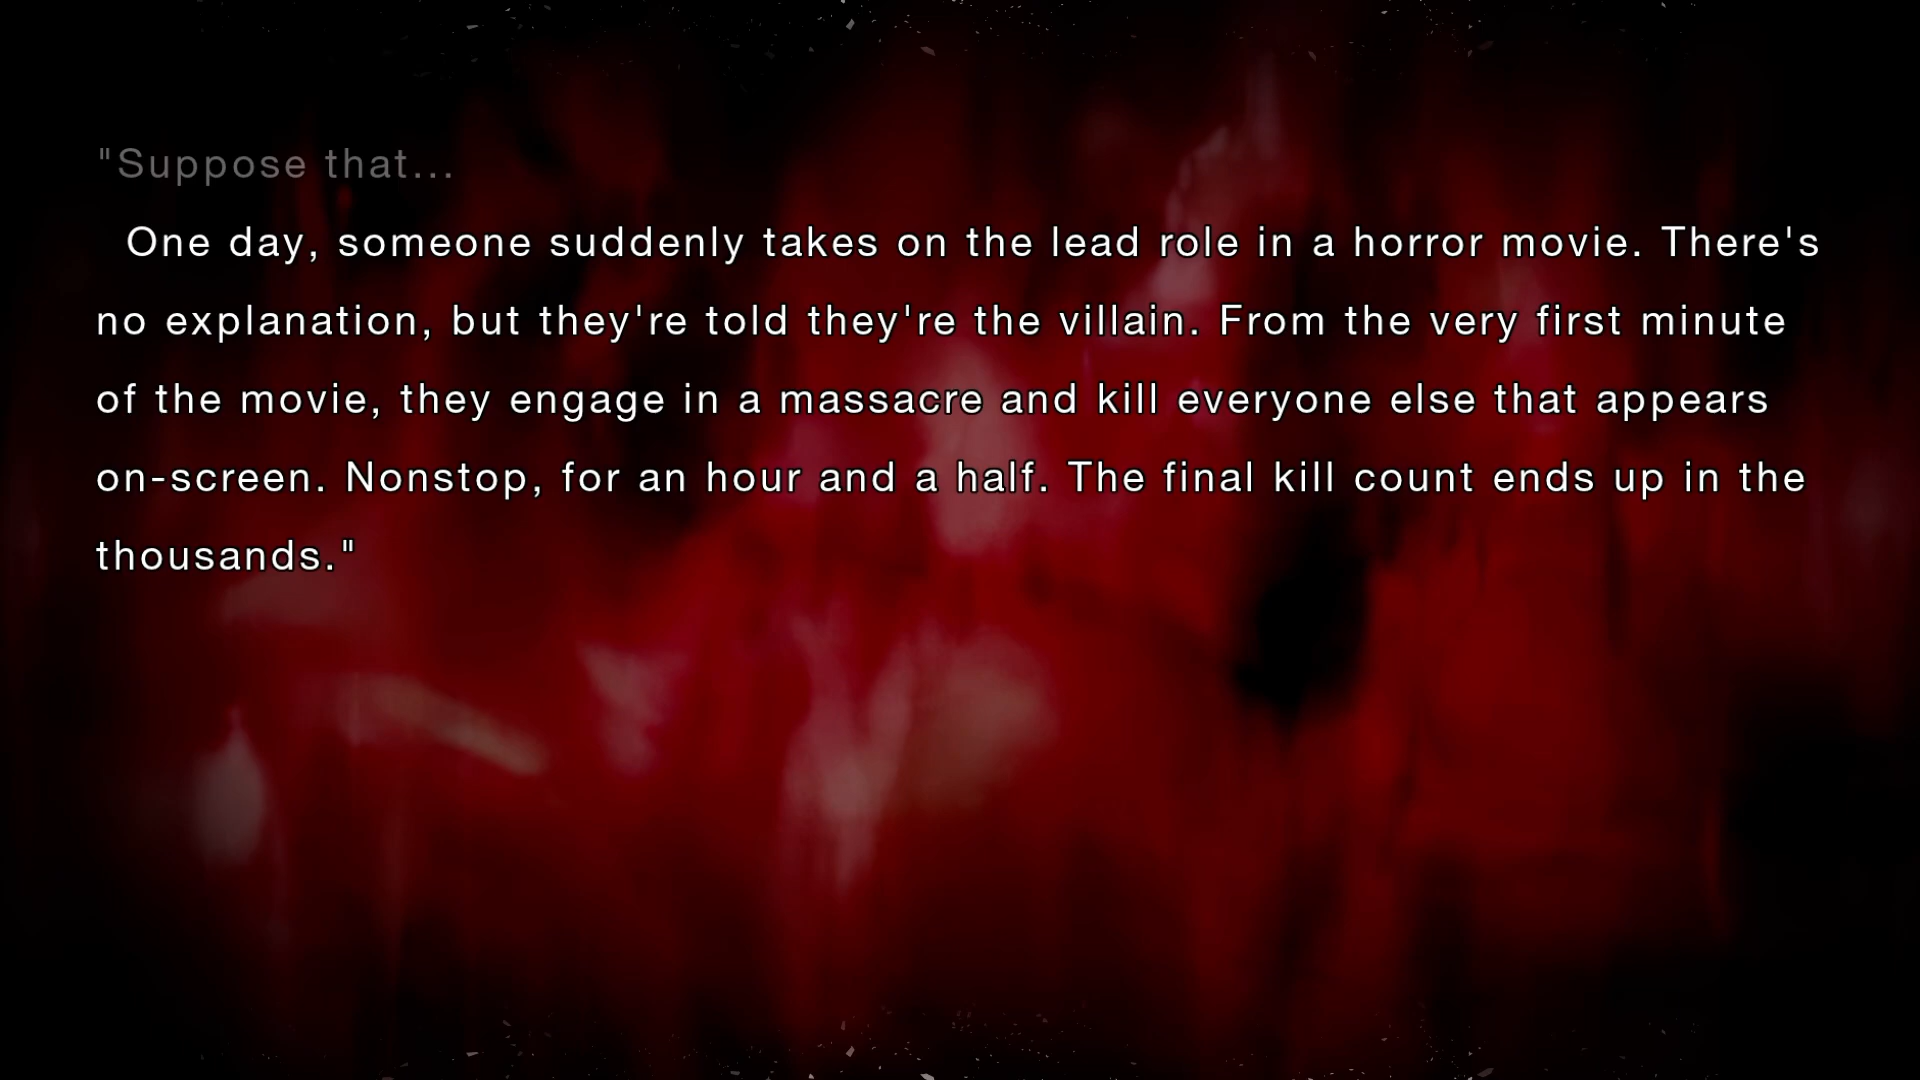 "Suppose that...
One day, someone suddenly takes on the lead role in a horror movie. There's
no explanation, but they're told they're the villain. From the very first minute
of the movie, they engage in a massacre and kill everyone else that appears
on-screen. Nonstop, for an hour and a half. The final kill count ends up in the
thousands."